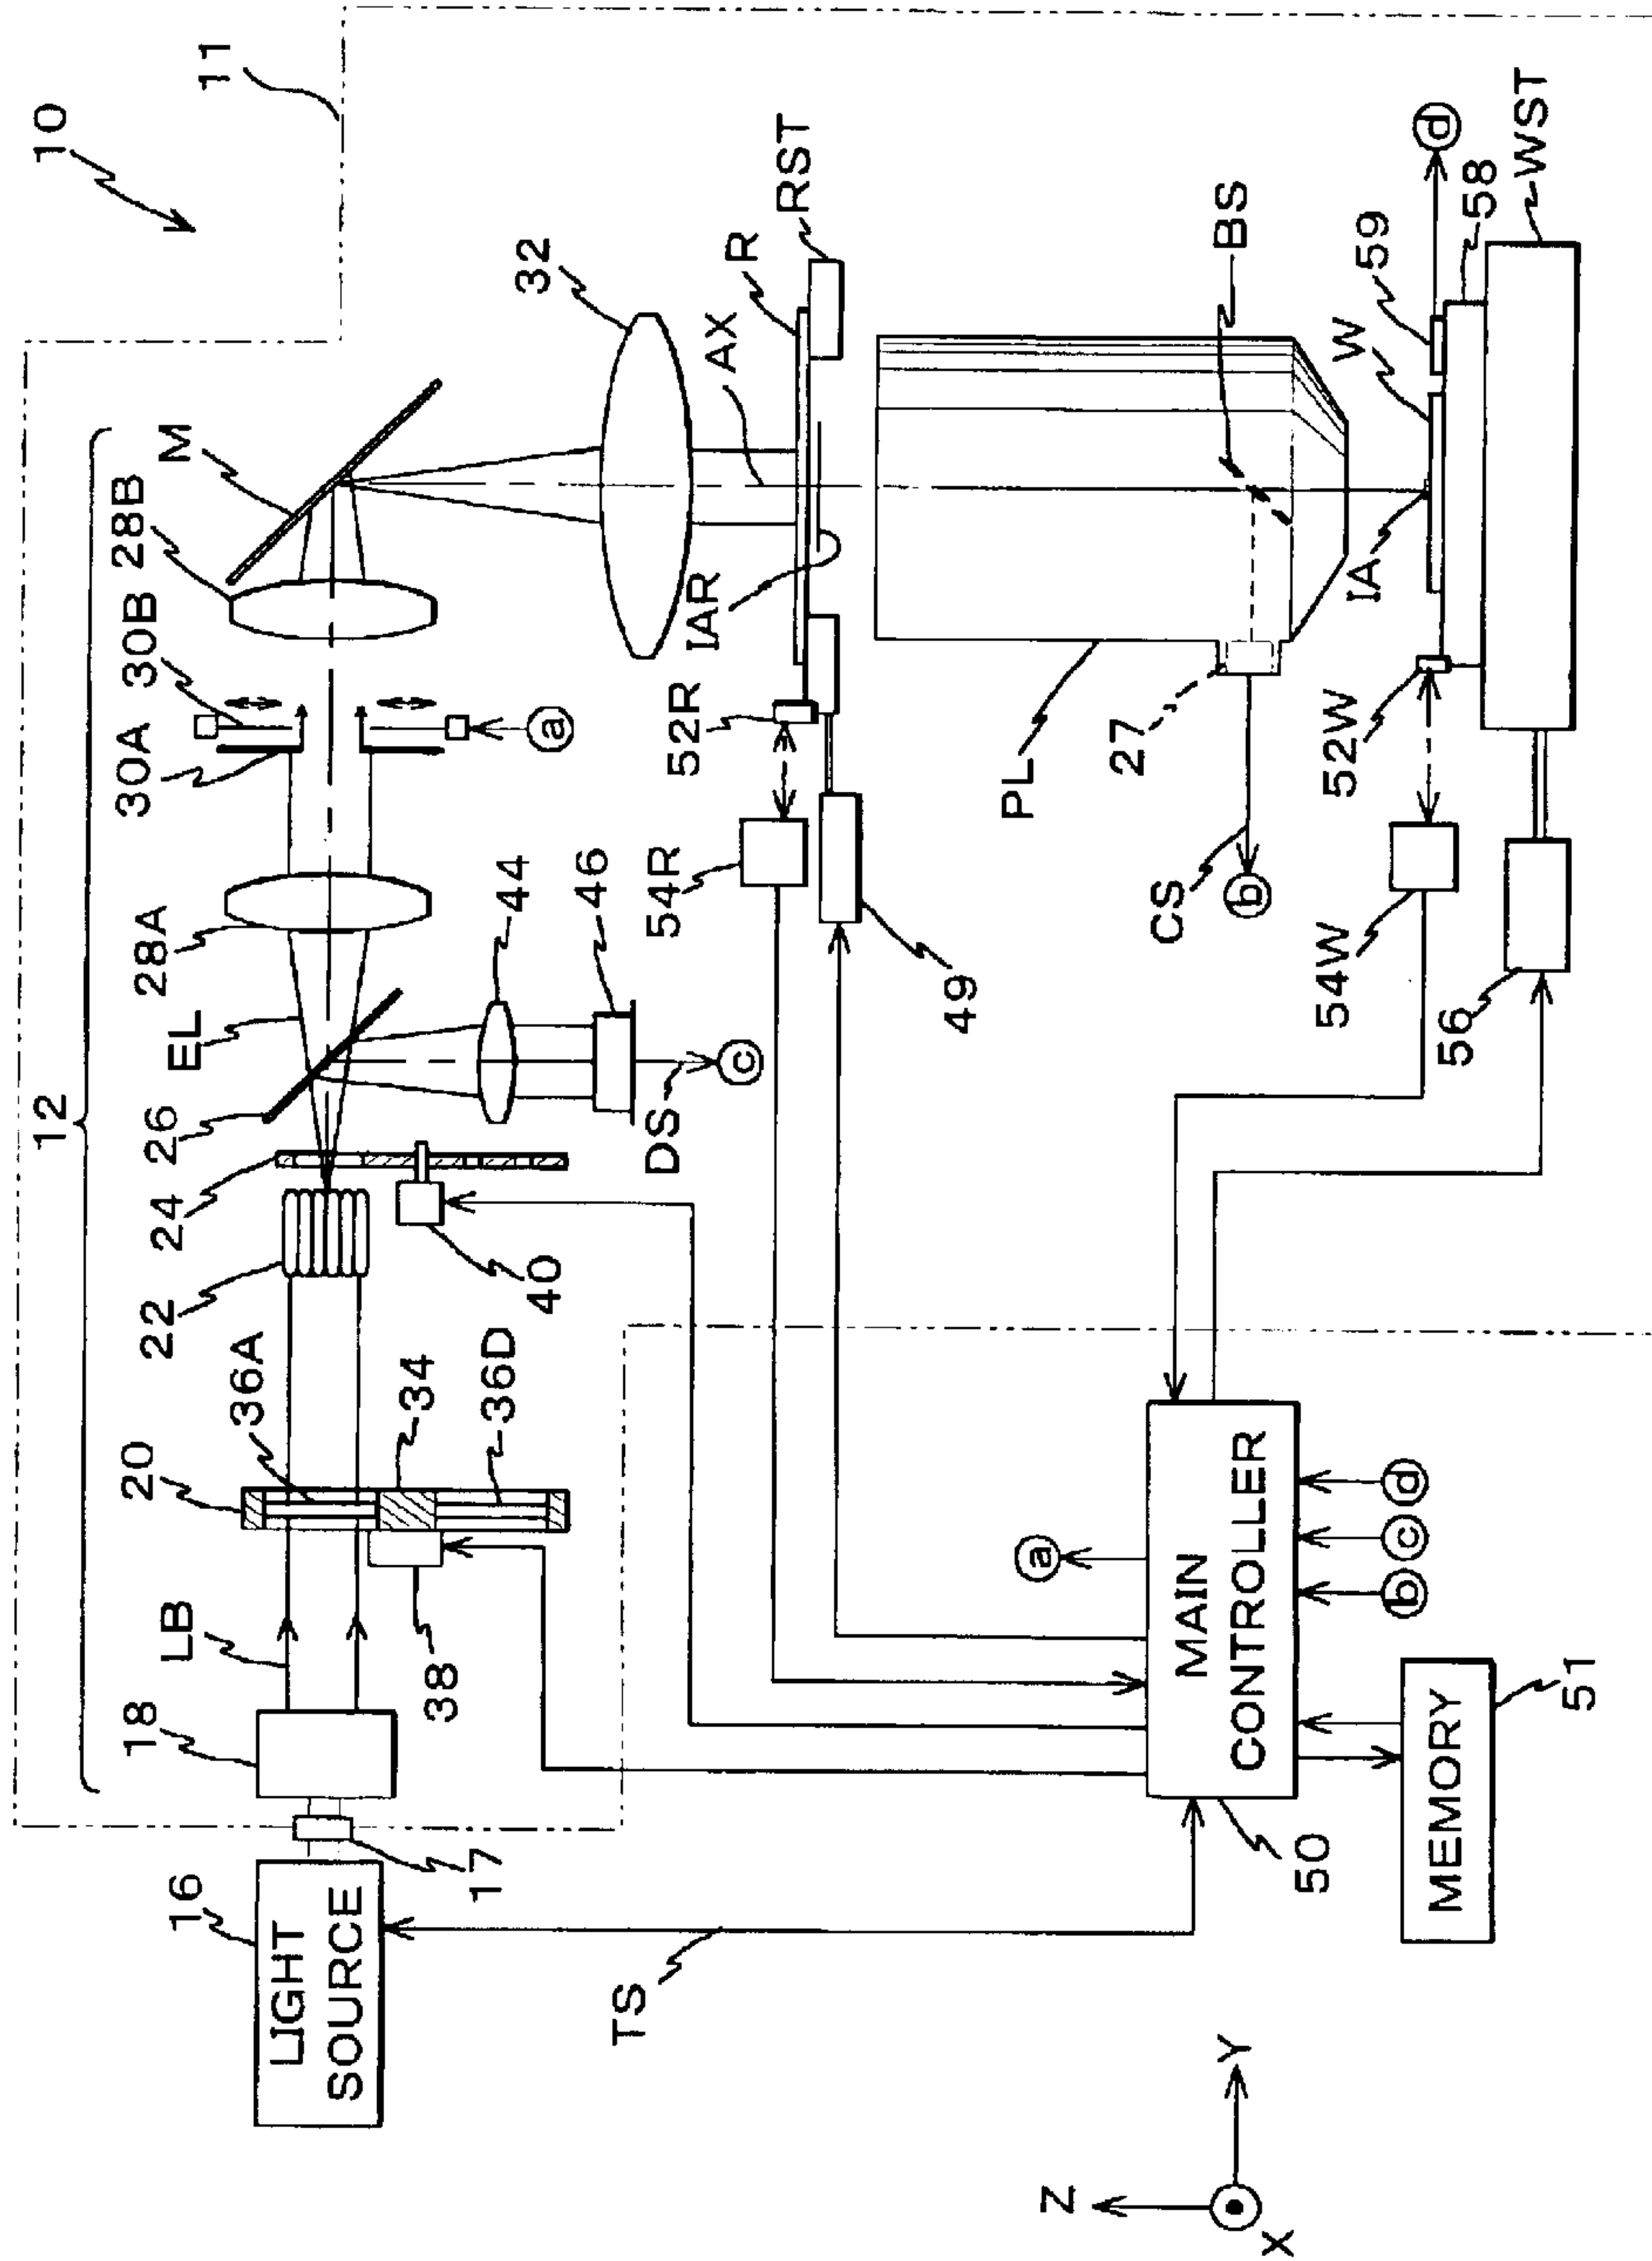 10
11
12
M
28B
30B
30A
28A
EL
26
24
22
36A
20
LB
18
16
LIGHT
SOURCE
17
38
34
36D
40
44
46
DS
c
a
32
R
RST
AX
IAR
52R
54R
49
PL
27
BS
CS
b
IA
W
59
d
58
WST
52W
54W
56
a
MAIN
CONTROLLER
b
c
d
50
51
MEMORY
TS
Z
Y
X